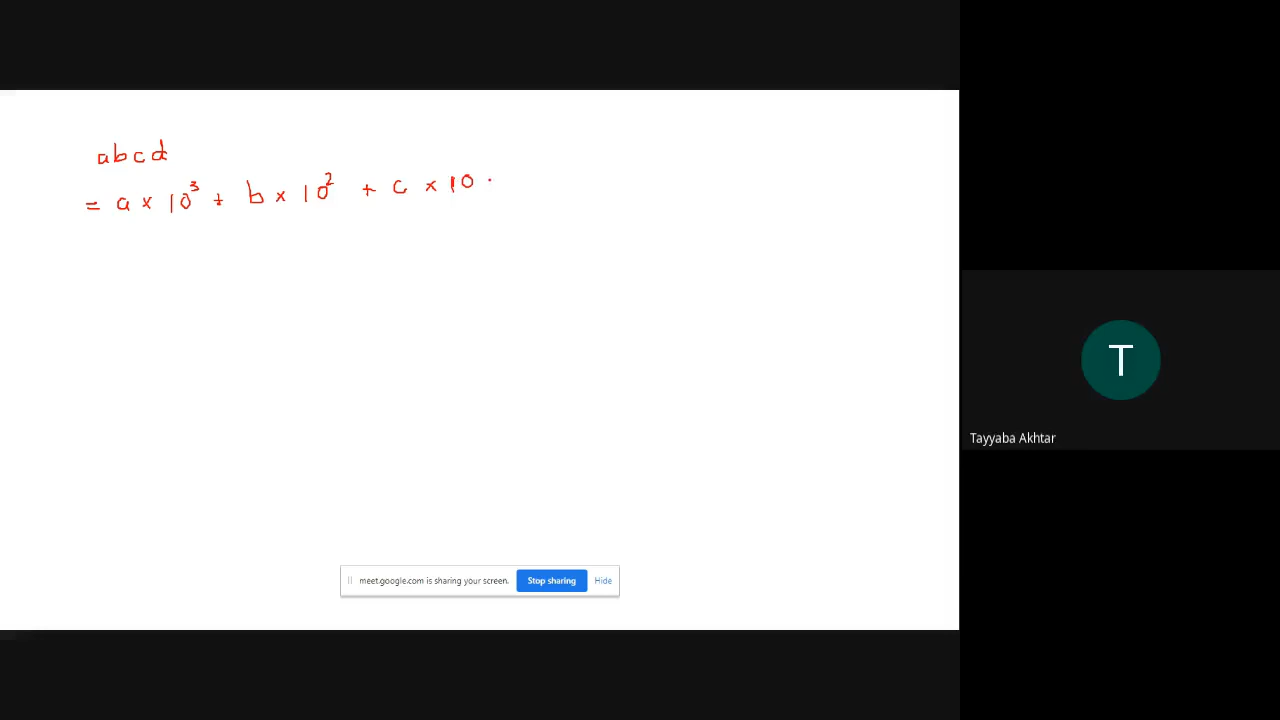 abcd
= a × 10³ + b × 10² + c × 10
T
Tayyaba Akhtar
meet.google.com is sharing your screen. Stop sharing Hide